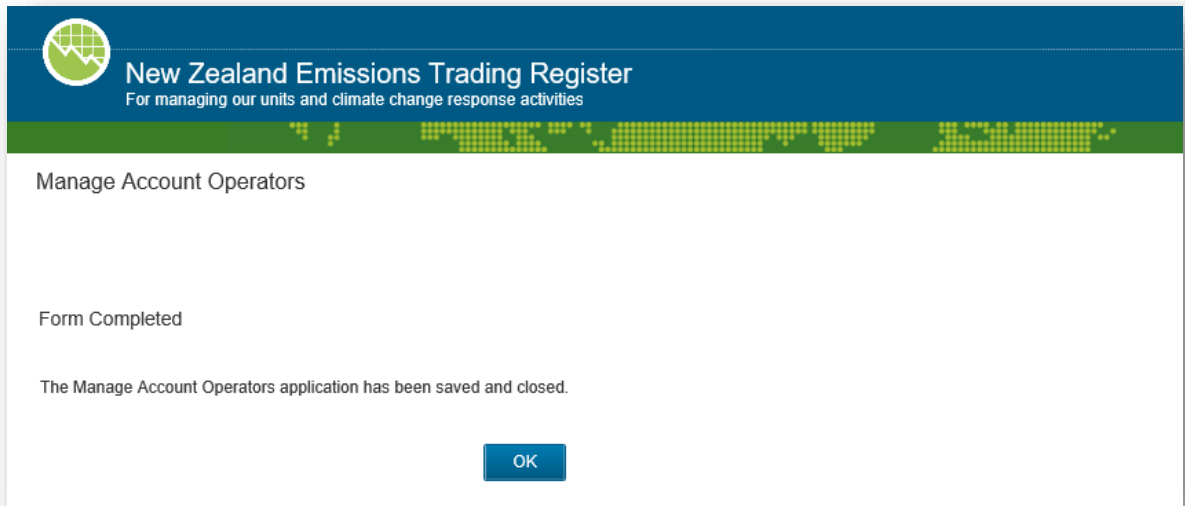 New Zealand Emissions Trading Register
For managing our units and climate change response activities
Manage Account Operators
Form Completed
The Manage Account Operators application has been saved and closed.
OK